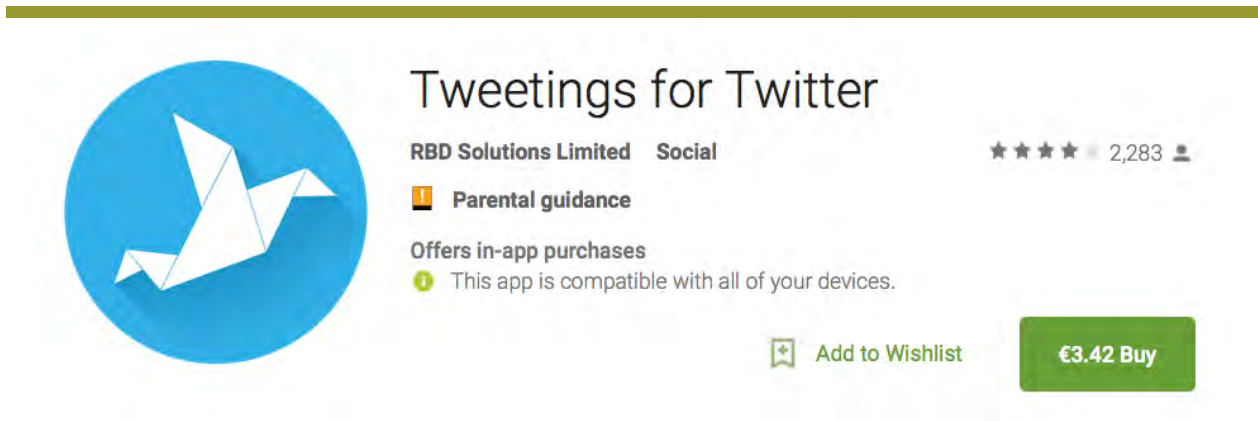 Tweetings for Twitter
RBD Solutions Limited Social 2,283
Parental guidance
Offers in-app purchases
This app is compatible with all of your devices.
Add to Wishlist €3.42 Buy